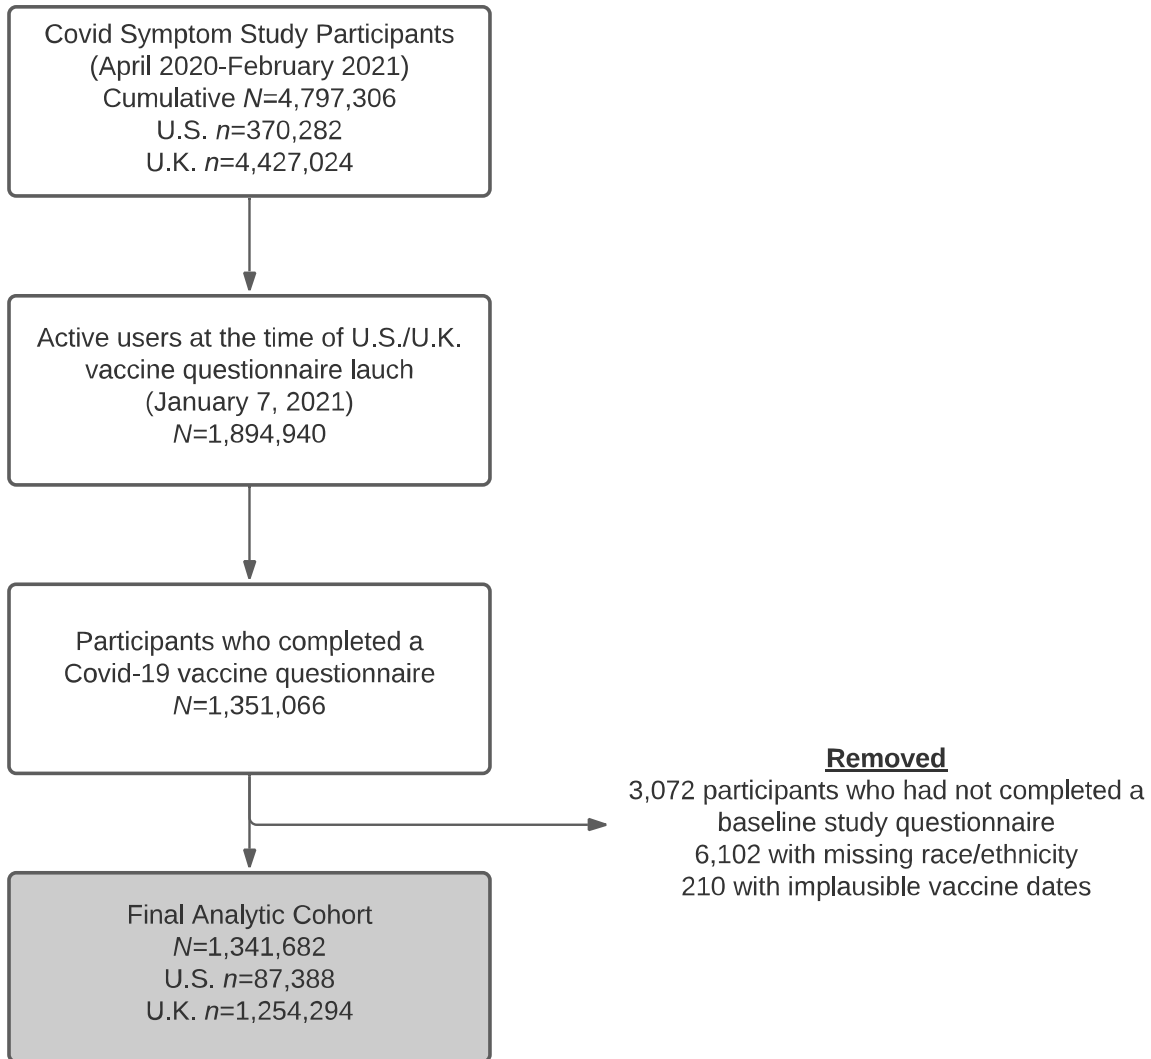 Covid Symptom Study Participants
(April 2020-February 2021)
Cumulative N=4,797,306
U.S. n=370,282
U.K. n=4,427,024
Active users at the time of U.S./U.K.
vaccine questionnaire lauch
(January 7, 2021)
N=1,894,940
Participants who completed a
Covid-19 vaccine questionnaire
N=1,351,066
Removed
3,072 participants who had not completed a
baseline study questionnaire
6,102 with missing race/ethnicity
210 with implausible vaccine dates
Final Analytic Cohort
N=1,341,682
U.S. n=87,388
U.K. n=1,254,294